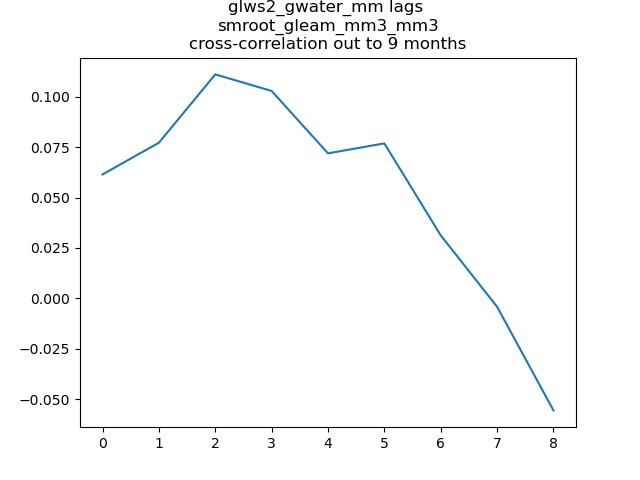 glws2_gwater_mm lags
smroot_gleam_mm3_mm3
cross-correlation out to 9 months
0.100
0.075
0.050
0.025
0.000
−0.025
−0.050
0 1 2 3 4 5 6 7 8